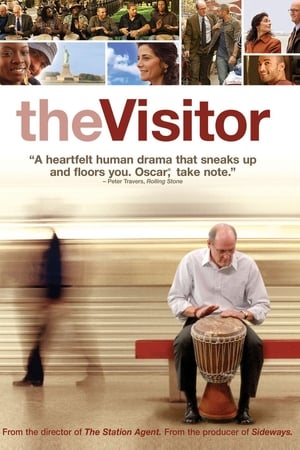 theVisitor
“A heartfelt human drama that sneaks up
and floors you. Oscar®, take note.”
– Peter Travers, Rolling Stone
From the director of The Station Agent. From the producer of Sideways.